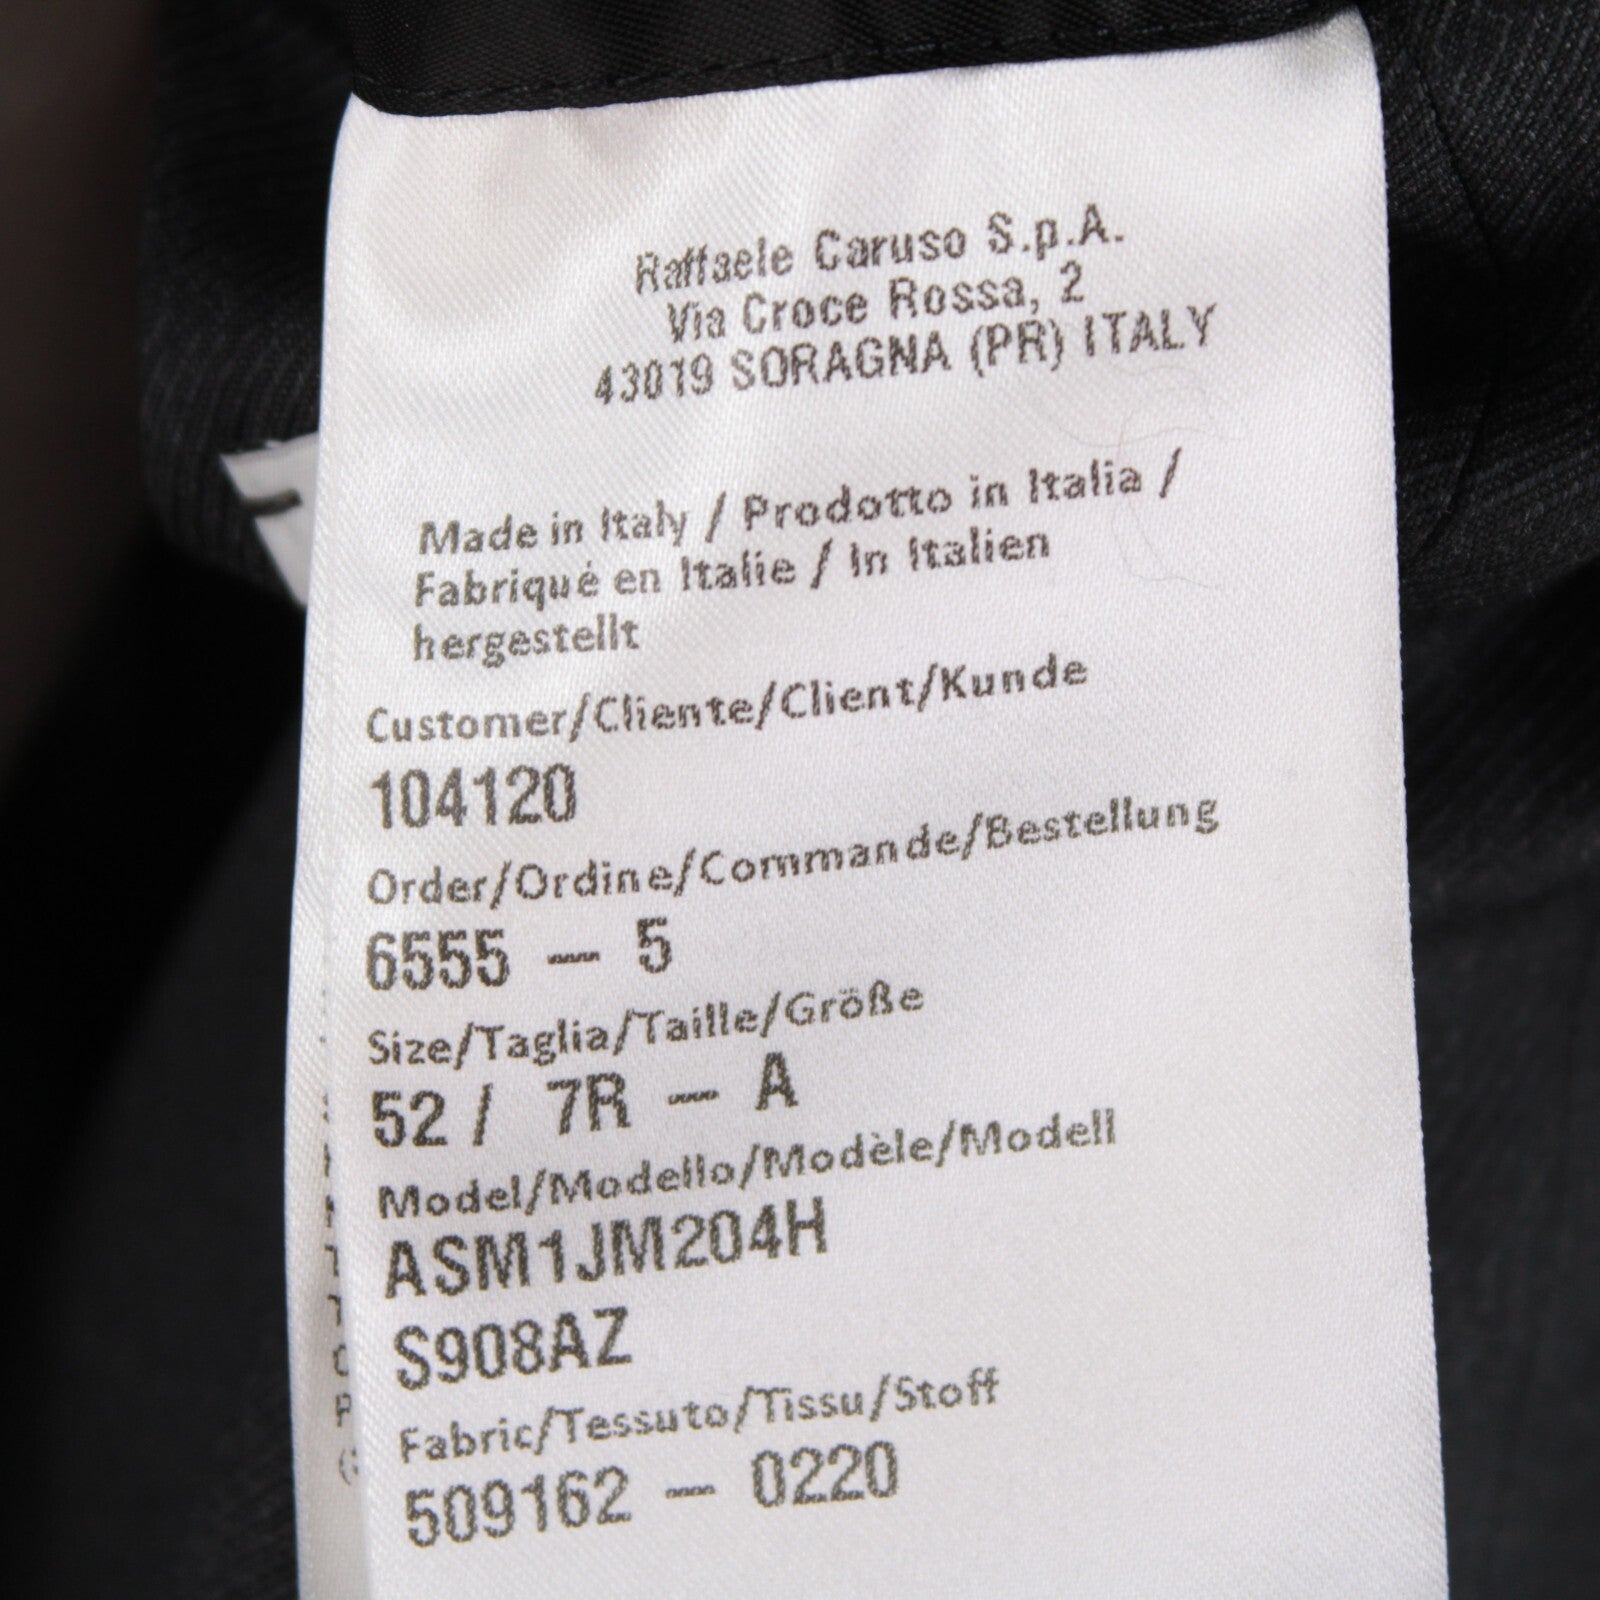 Raffaele Caruso S.p.A.
Via Croce Rossa, 2
43019 SORAGNA (PR) ITALY
Made in Italy / Prodotto in Italia /
Fabriqué en Italie / In Italien
hergestellt
Customer/Cliente/Client/Kunde
104120
Order/Ordine/Commande/Bestellung
6555 – 5
Size/Taglia/Taille/Größe
52 / 7R – A
Model/Modello/Modèle/Modell
ASM1JM204H
S908AZ
Fabric/Tessuto/Tissu/Stoff
509162 – 0220